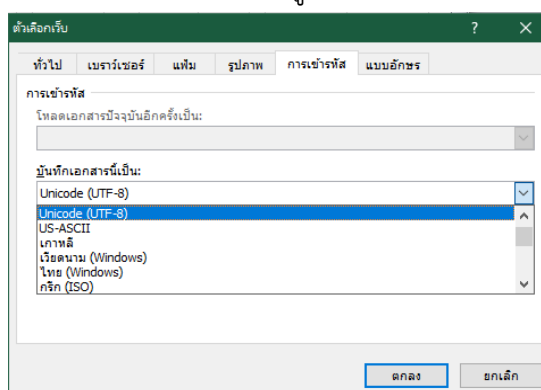 ตัวเลือกเว็บ ? ×
ทั่วไป เบราว์เซอร์ แฟ้ม รูปภาพ การเข้ารหัส แบบอักษร
การเข้ารหัส
โหลดเอกสารปัจจุบันอีกครั้งเป็น:
บันทึกเอกสารนี้เป็น:
Unicode (UTF-8)
Unicode (UTF-8)
US-ASCII
เกาหลี
เวียดนาม (Windows)
ไทย (Windows)
กรีก (ISO)
ตกลง ยกเลิก